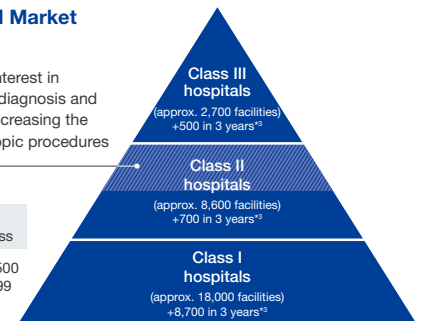 Market
nterest in
diagnosis and
creasing the
opic procedures
Class III
hospitals
(approx. 2,700 facilities)
+500 in 3 years*3
Class II
hospitals
(approx. 8,600 facilities)
+700 in 3 years*3
ss
500
99
Class I
hospitals
(approx. 18,000 facilities)
+8,700 in 3 years*3